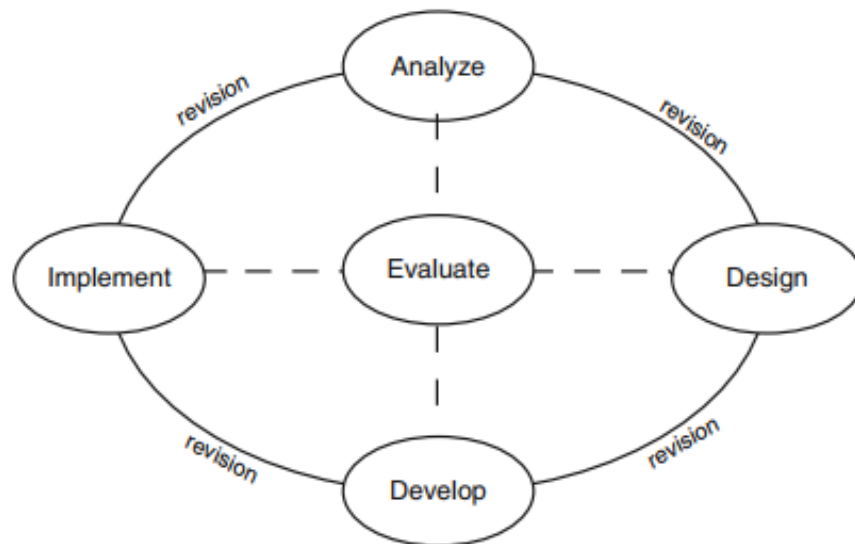 Analyze
revision
revision
Implement
Evaluate
Design
revision
revision
Develop